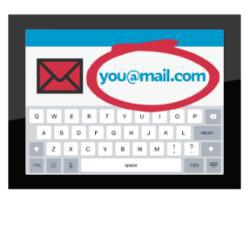 you@mail.com
Q W E R T Y U I O P
A S D F G H J K L return
Z X C V B N M ! ? 
space